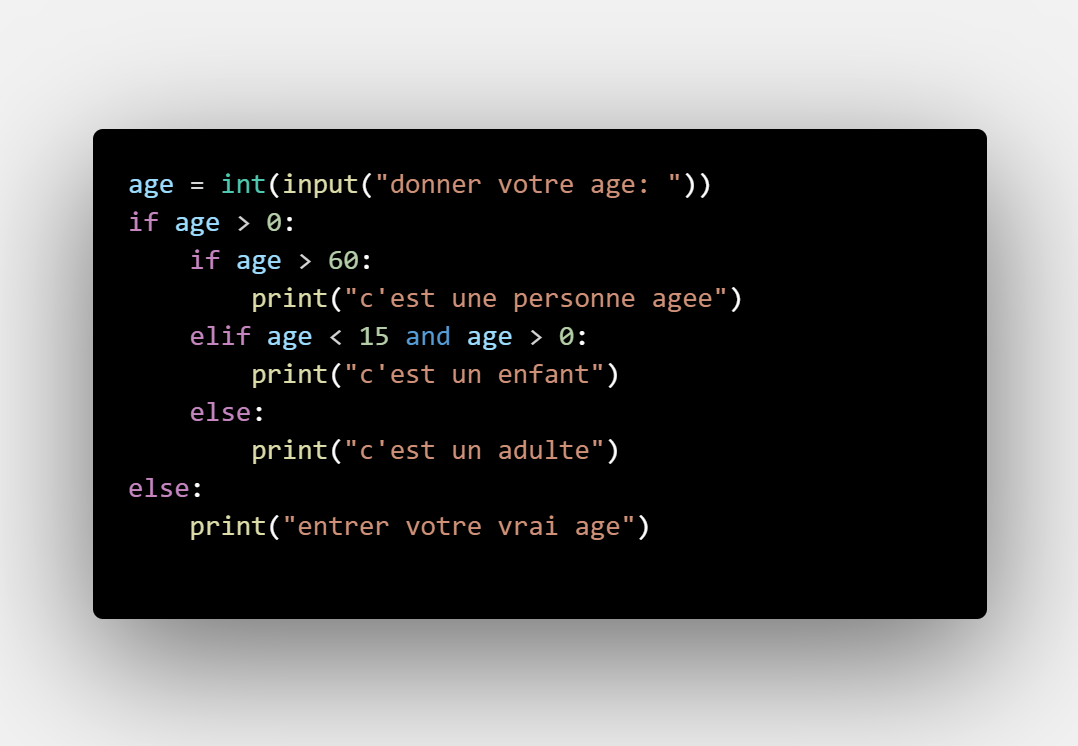 age = int(input("donner votre age: "))
if age > 0:
    if age > 60:
        print("c'est une personne agee")
    elif age < 15 and age > 0:
        print("c'est un enfant")
    else:
        print("c'est un adulte")
else:
    print("entrer votre vrai age")